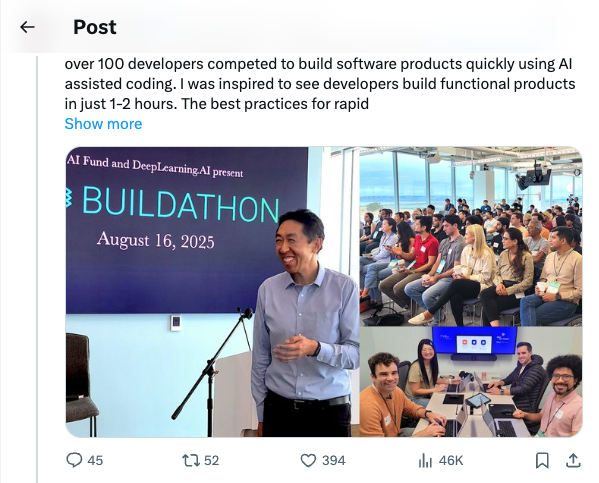 Post
over 100 developers competed to build software products quickly using AI
assisted coding. I was inspired to see developers build functional products
in just 1-2 hours. The best practices for rapid
Show more
AI Fund and DeepLearning.AI present
BUILDATHON
August 16, 2025
45
52
394
46K